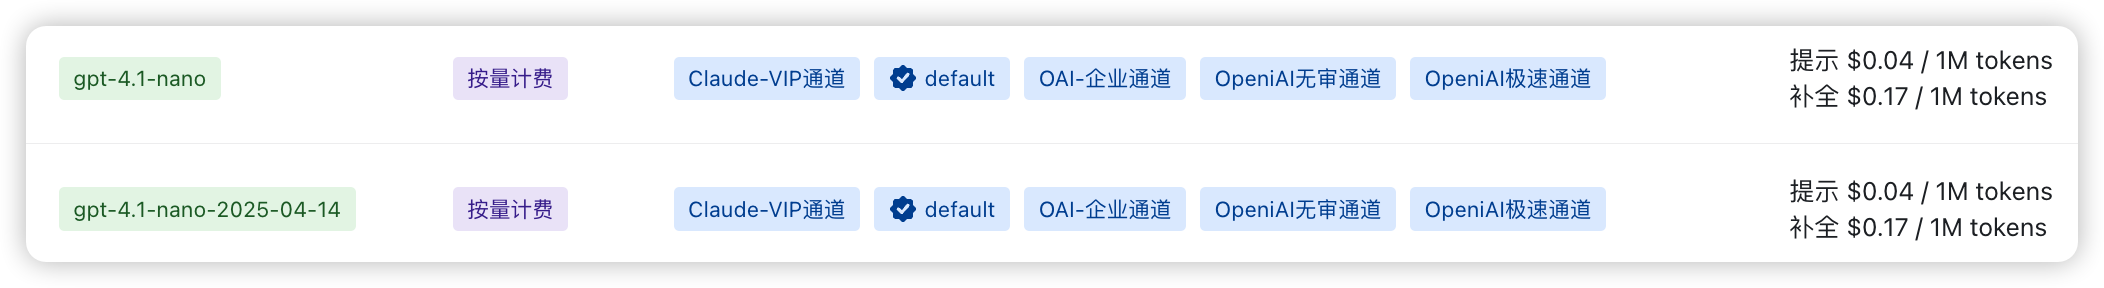 gpt-4.1-nano 按量计费 Claude-VIP通道 default OAI-企业通道 OpeniAI无审通道 OpeniAI极速通道 提示 $0.04 / 1M tokens
补全 $0.17 / 1M tokens
gpt-4.1-nano-2025-04-14 按量计费 Claude-VIP通道 default OAI-企业通道 OpeniAI无审通道 OpeniAI极速通道 提示 $0.04 / 1M tokens
补全 $0.17 / 1M tokens